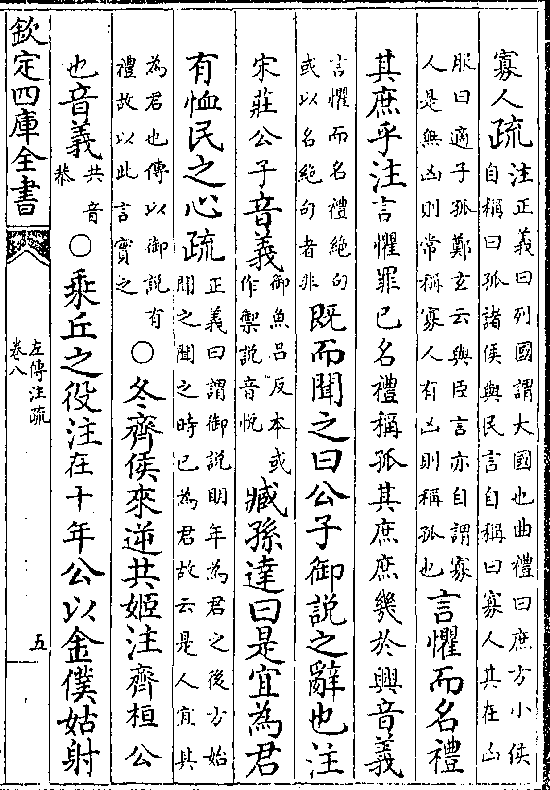 寡人疏注正義曰列國謂大國也曲禮曰庶方小侯自稱曰孤諸侯與民言自稱曰寡人其在凶
服曰適子孤鄭玄云與臣言亦自謂寡人是無凶則常稱寡人有凶則稱孤也言懼而名禮
其庶乎注言懼罪已名禮稱孤其庶庶幾於興音義
言懼而名禮絶句或以名絶句者非既而聞之曰公子御說之辭也注
宋莊公子音義御魚呂反本或作禦說音悅臧孫達曰是宜為君
有恤民之心疏正義曰謂御說明年為君之後方始聞之聞之時已為君故云是人宜其
為君也傳以御說有禮故以此言實之○冬齊侯來逆共姬注齊桓公
也音義共音恭○乘丘之役注在十年公以金僕姑射
欽定四庫全書
左傳注疏
卷八
五